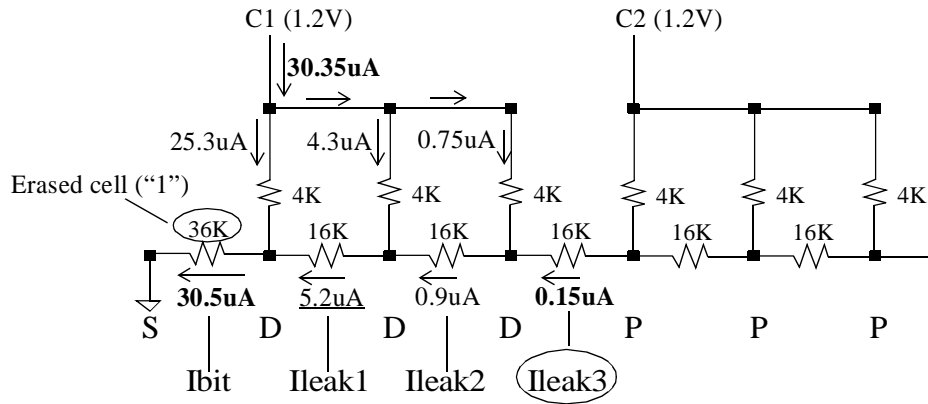 C1 (1.2V) C2 (1.2V)
30.35uA
25.3uA 4.3uA 0.75uA
Erased cell (“1”) 4K 4K 4K 4K 4K 4K
36K 16K 16K 16K 16K 16K
30.5uA 5.2uA 0.9uA 0.15uA
S D D D P P P
Ibit Ileak1 Ileak2 Ileak3